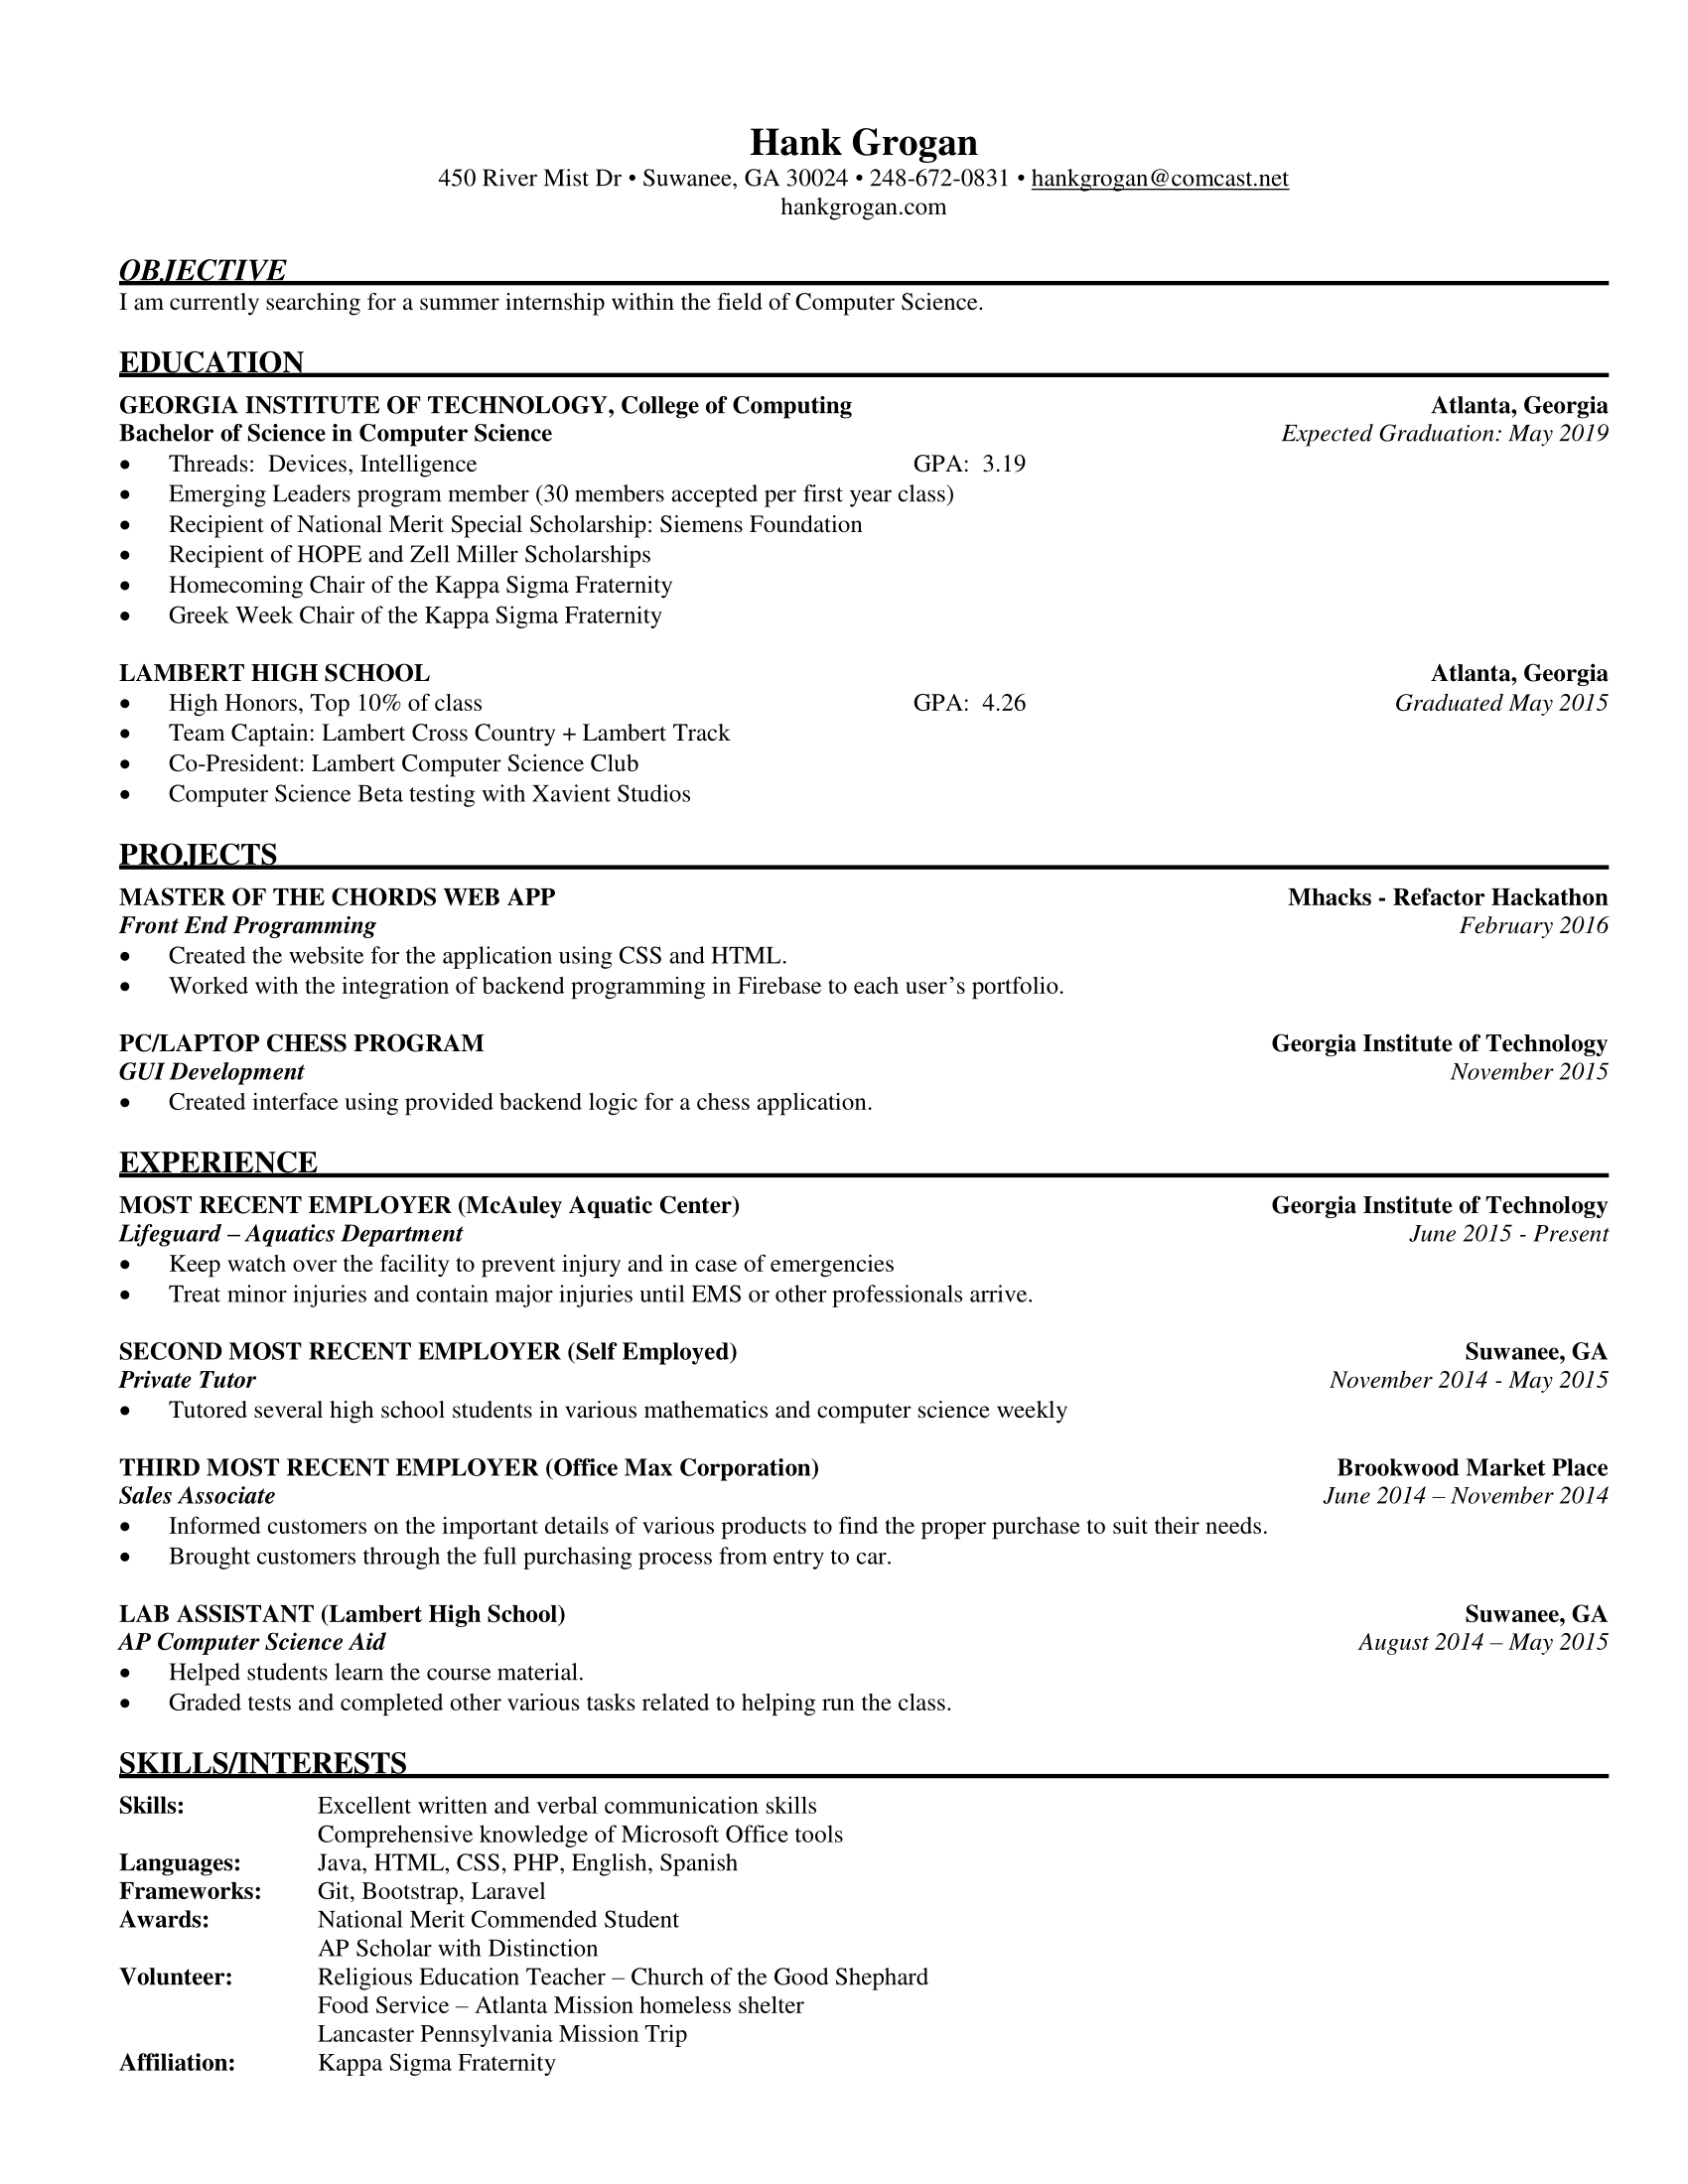 Hank Grogan
450 River Mist Dr • Suwanee, GA 30024 • 248-672-0831 • hankgrogan@comcast.net
hankgrogan.com
OBJECTIVE
I am currently searching for a summer internship within the field of Computer Science.
EDUCATION
GEORGIA INSTITUTE OF TECHNOLOGY, College of Computing Atlanta, Georgia
Bachelor of Science in Computer Science Expected Graduation: May 2019
• Threads: Devices, Intelligence GPA: 3.19
• Emerging Leaders program member (30 members accepted per first year class)
• Recipient of National Merit Special Scholarship: Siemens Foundation
• Recipient of HOPE and Zell Miller Scholarships
• Homecoming Chair of the Kappa Sigma Fraternity
• Greek Week Chair of the Kappa Sigma Fraternity
LAMBERT HIGH SCHOOL Atlanta, Georgia
• High Honors, Top 10% of class GPA: 4.26 Graduated May 2015
• Team Captain: Lambert Cross Country + Lambert Track
• Co-President: Lambert Computer Science Club
• Computer Science Beta testing with Xavient Studios
PROJECTS
MASTER OF THE CHORDS WEB APP Mhacks - Refactor Hackathon
Front End Programming February 2016
• Created the website for the application using CSS and HTML.
• Worked with the integration of backend programming in Firebase to each user’s portfolio.
PC/LAPTOP CHESS PROGRAM Georgia Institute of Technology
GUI Development November 2015
• Created interface using provided backend logic for a chess application.
EXPERIENCE
MOST RECENT EMPLOYER (McAuley Aquatic Center) Georgia Institute of Technology
Lifeguard – Aquatics Department June 2015 - Present
• Keep watch over the facility to prevent injury and in case of emergencies
• Treat minor injuries and contain major injuries until EMS or other professionals arrive.
SECOND MOST RECENT EMPLOYER (Self Employed) Suwanee, GA
Private Tutor November 2014 - May 2015
• Tutored several high school students in various mathematics and computer science weekly
THIRD MOST RECENT EMPLOYER (Office Max Corporation) Brookwood Market Place
Sales Associate June 2014 – November 2014
• Informed customers on the important details of various products to find the proper purchase to suit their needs.
• Brought customers through the full purchasing process from entry to car.
LAB ASSISTANT (Lambert High School) Suwanee, GA
AP Computer Science Aid August 2014 – May 2015
• Helped students learn the course material.
• Graded tests and completed other various tasks related to helping run the class.
SKILLS/INTERESTS
Skills: Excellent written and verbal communication skills
Comprehensive knowledge of Microsoft Office tools
Languages: Java, HTML, CSS, PHP, English, Spanish
Frameworks: Git, Bootstrap, Laravel
Awards: National Merit Commended Student
AP Scholar with Distinction
Volunteer: Religious Education Teacher – Church of the Good Shephard
Food Service – Atlanta Mission homeless shelter
Lancaster Pennsylvania Mission Trip
Affiliation: Kappa Sigma Fraternity